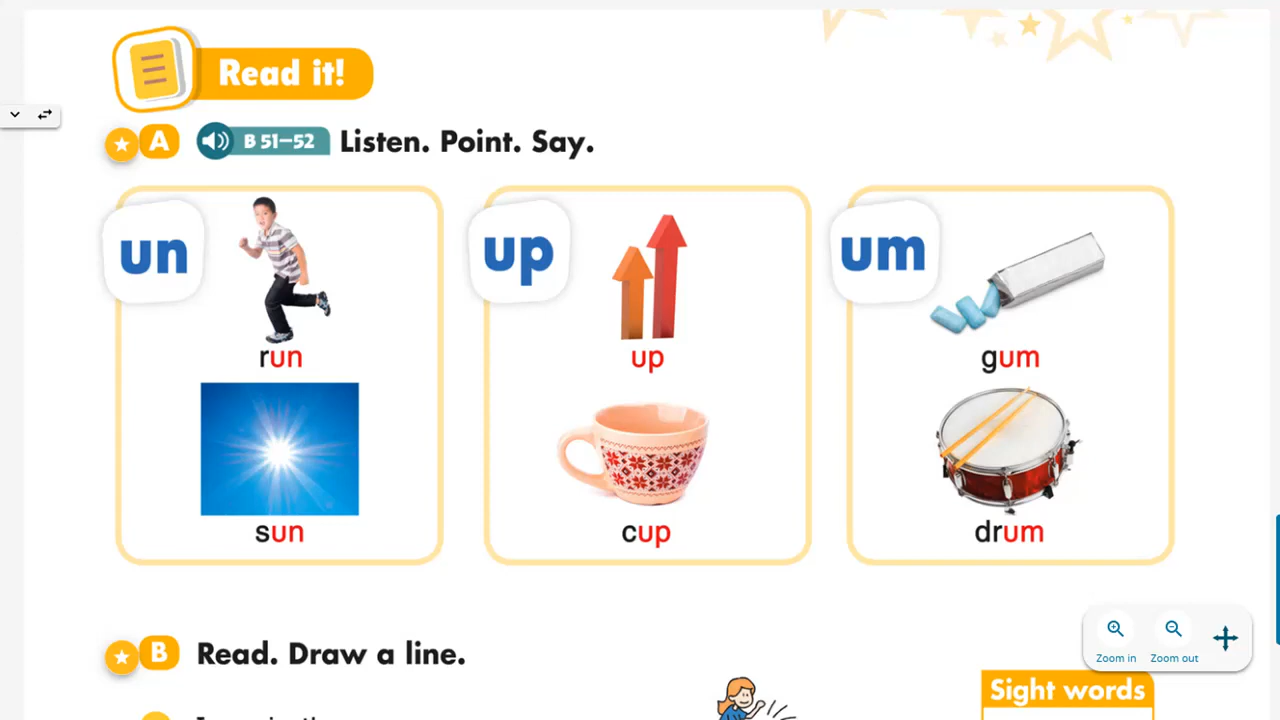 Read it!
A B 51–52 Listen. Point. Say.
un
run
sun
up
up
cup
um
gum
drum
B Read. Draw a line.
Zoom in Zoom out
Sight words